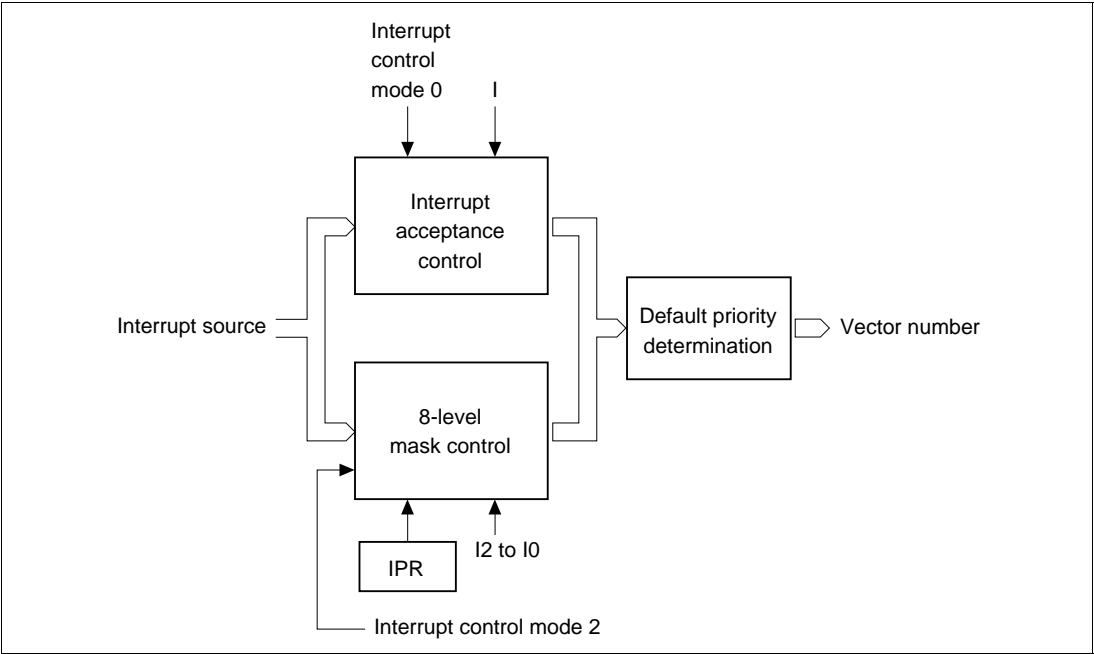 Interrupt
control
mode 0
I
Interrupt
acceptance
control
Interrupt source
Default priority
determination
Vector number
8-level
mask control
I2 to I0
IPR
Interrupt control mode 2